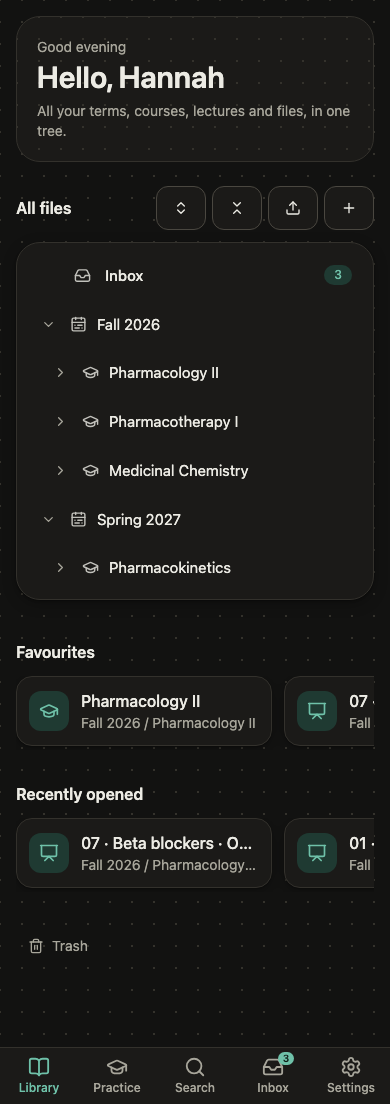 Good evening
Hello, Hannah
All your terms, courses, lectures and files, in one
tree.
All files
Inbox 3
Fall 2026
Pharmacology II
Pharmacotherapy I
Medicinal Chemistry
Spring 2027
Pharmacokinetics
Favourites
Pharmacology II
Fall 2026 / Pharmacology II
07 ·
Fall
Recently opened
07 · Beta blockers · O...
Fall 2026 / Pharmacology...
01 ·
Fall
Trash
3
Library Practice Search Inbox Settings